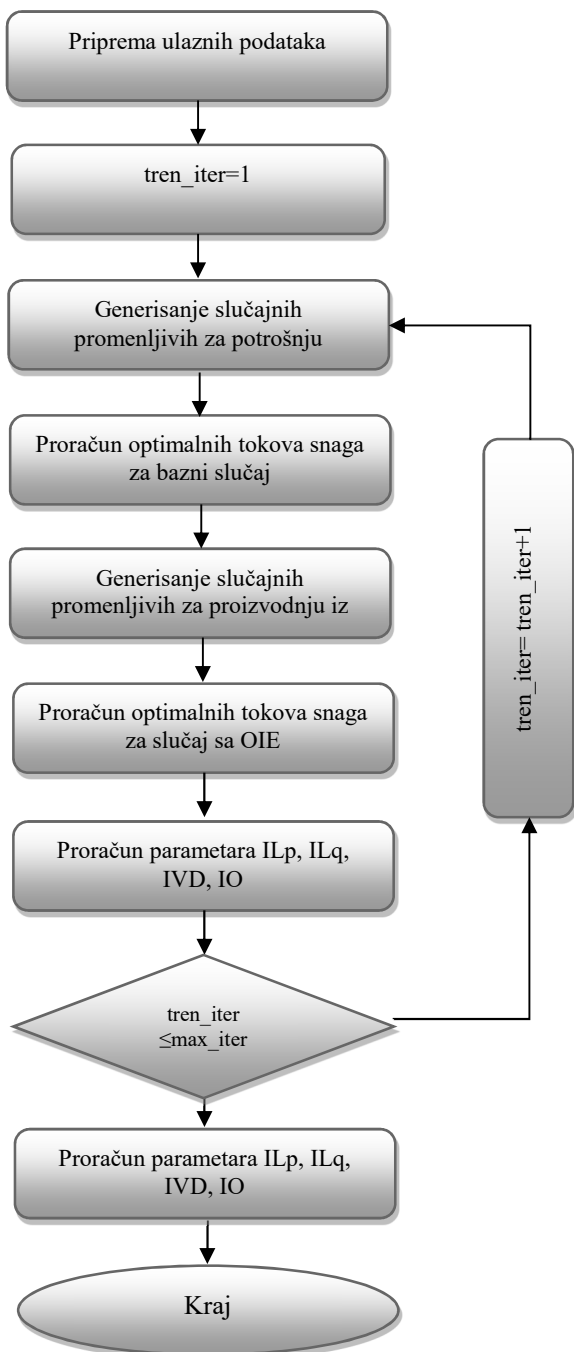 Priprema ulaznih podataka
tren_iter=1
Generisanje slučajnih
promenljivih za potrošnju
Proračun optimalnih tokova snaga
za bazni slučaj
Generisanje slučajnih
promenljivih za proizvodnju iz
Proračun optimalnih tokova snaga
za slučaj sa OIE
Proračun parametara ILp, ILq,
IVD, IO
tren_iter
≤max_iter
tren_iter= tren_iter+1
Proračun parametara ILp, ILq,
IVD, IO
Kraj